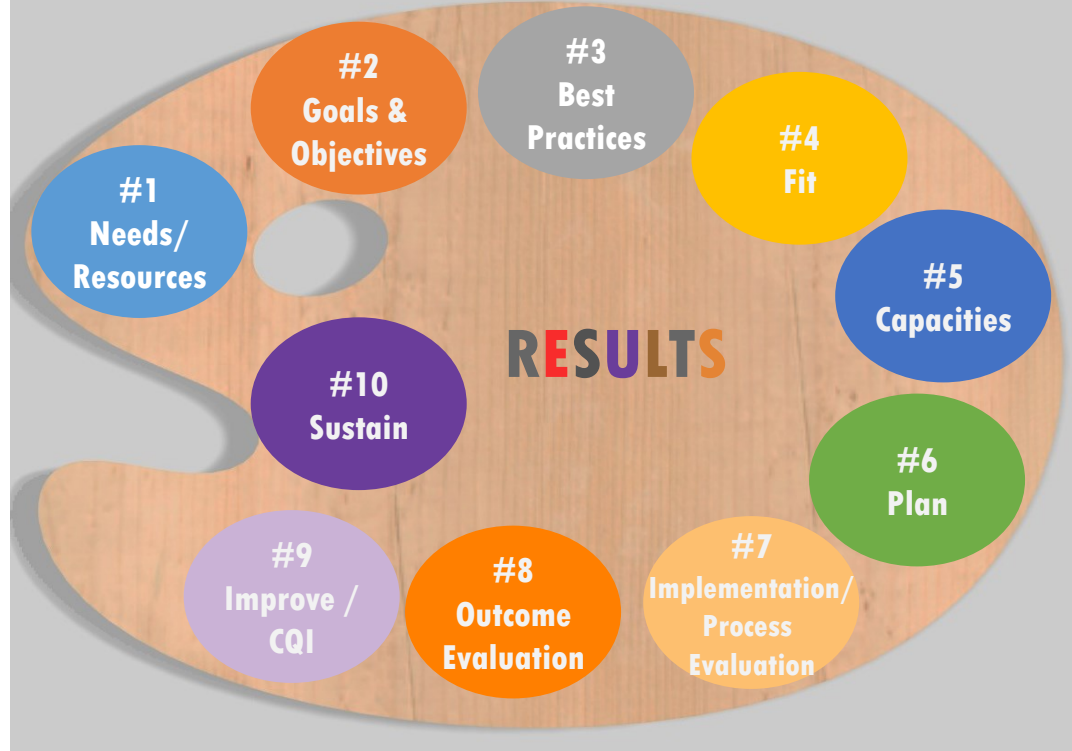 #1
Needs/
Resources
#2
Goals &
Objectives
#3
Best
Practices
#4
Fit
#5
Capacities
#6
Plan
#7
Implementation/
Process
Evaluation
#8
Outcome
Evaluation
#9
Improve /
CQI
#10
Sustain
RESULTS